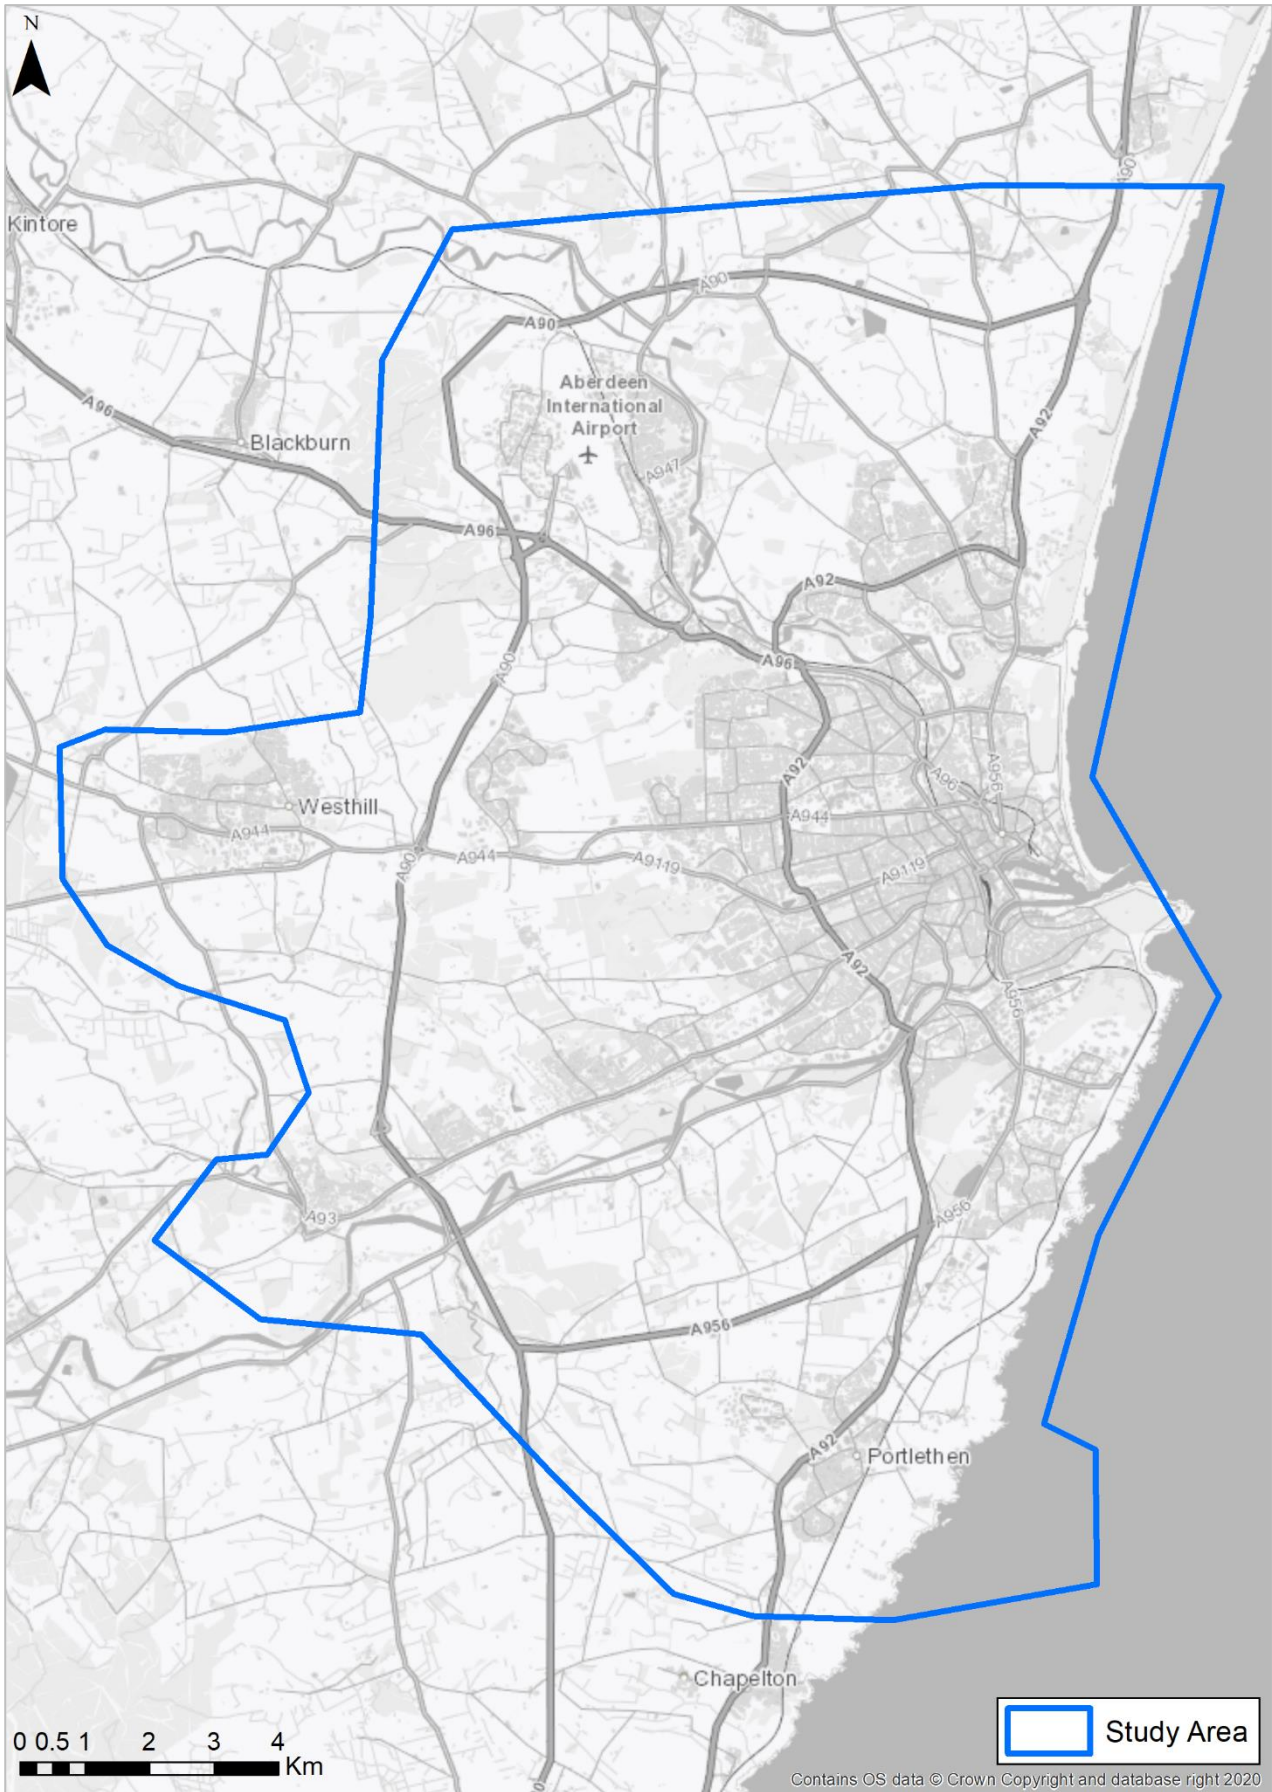 N
A90
Kintore
A90
A90
Aberdeen
International
Airport
A96
A92
Blackburn
A947
A96
A92
A96
A90
A92
A96
A956
Westhill
A944
A944
A90
A944
A9119
A9119
A92
A956
A93
A956
A956
A92
Portlethen
Chapelton
0 0.5 1 2 3 4
Km
Study Area
Contains OS data © Crown Copyright and database right 2020